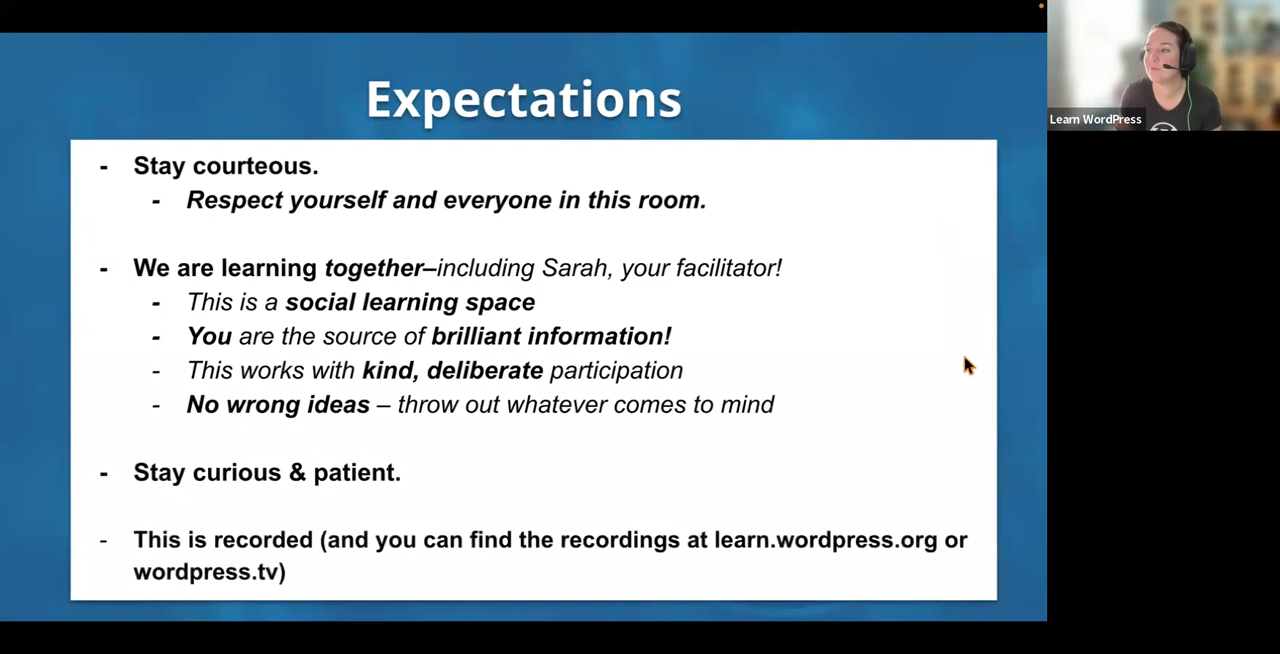 Expectations
- Stay courteous.
- Respect yourself and everyone in this room.
- We are learning together–including Sarah, your facilitator!
- This is a social learning space
- You are the source of brilliant information!
- This works with kind, deliberate participation
- No wrong ideas – throw out whatever comes to mind
- Stay curious & patient.
- This is recorded (and you can find the recordings at learn.wordpress.org or
wordpress.tv)
Learn WordPress